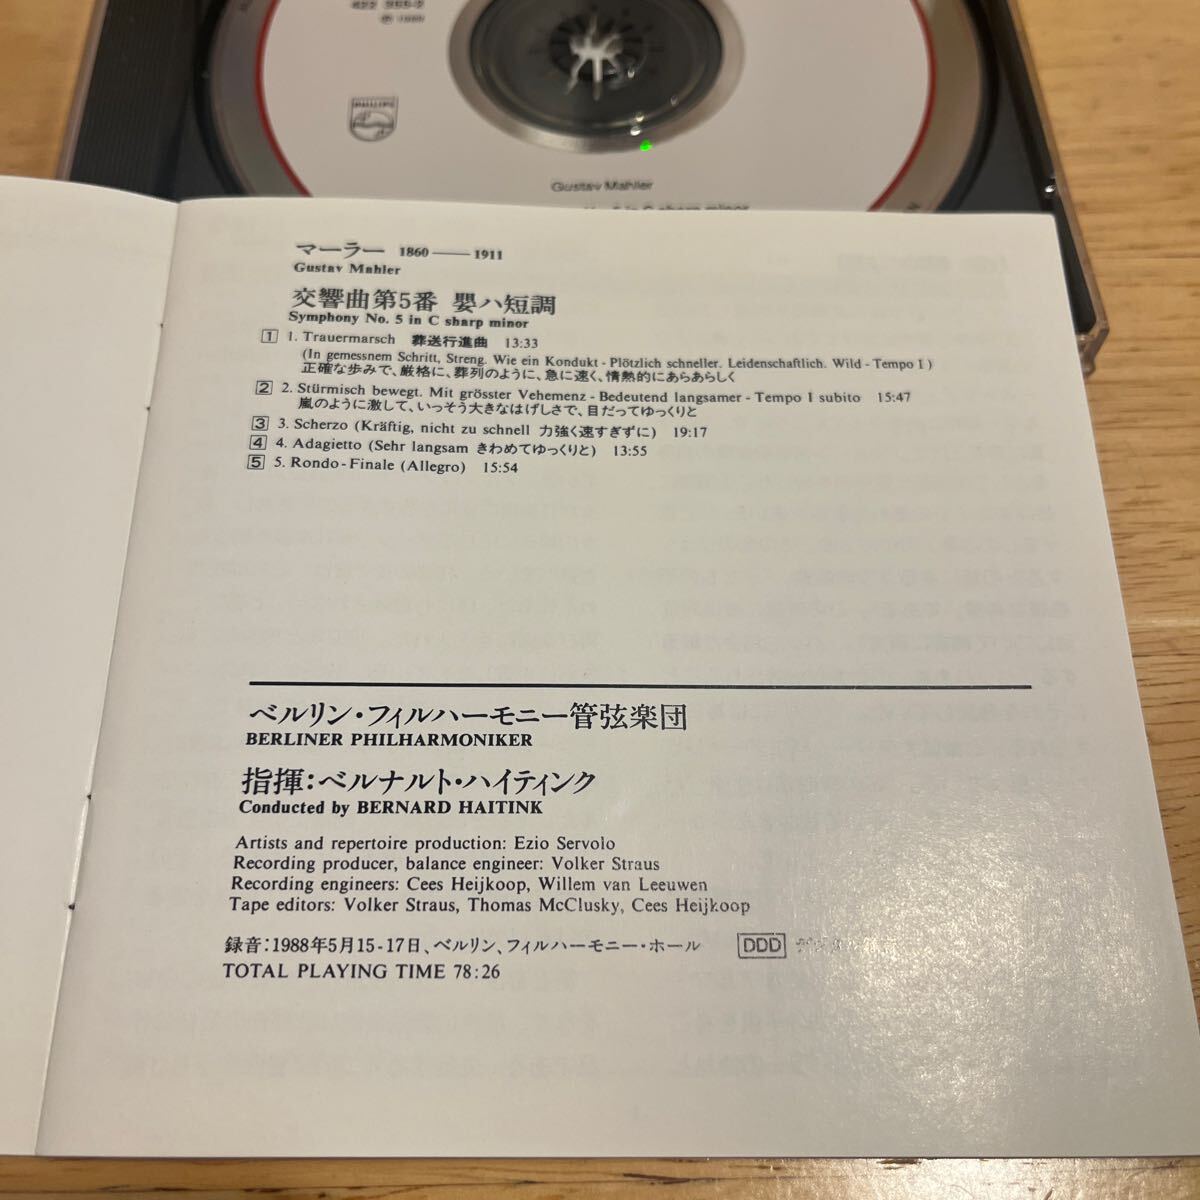 PHILIPS
Gustav Mahler
in C sharp minor
マーラー 1860 — 1911
Gustav Mahler
交響曲第5番 嬰ハ短調
Symphony No. 5 in C sharp minor
1 1. Trauermarsch 葬送行進曲 13:33
(In gemessnem Schritt, Streng. Wie ein Kondukt - Plötzlich schneller. Leidenschaftlich. Wild - Tempo I)
正確な歩みで、厳格に、葬列のように、急に速く、情熱的にあらあらしく
2 2. Stürmisch bewegt. Mit grösster Vehemenz - Bedeutend langsamer - Tempo I subito 15:47
嵐のように激して、いっそう大きなはげしさで、目だってゆっくりと
3 3. Scherzo (Kräftig, nicht zu schnell 力強く速すぎずに) 19:17
4 4. Adagietto (Sehr langsam きわめてゆっくりと) 13:55
5 5. Rondo-Finale (Allegro) 15:54
ベルリン・フィルハーモニー管弦楽団
BERLINER PHILHARMONIKER
指揮:ベルナルト・ハイティンク
Conducted by BERNARD HAITINK
Artists and repertoire production: Ezio Servolo
Recording producer, balance engineer: Volker Straus
Recording engineers: Cees Heijkoop, Willem van Leeuwen
Tape editors: Volker Straus, Thomas McClusky, Cees Heijkoop
録音:1988年5月15-17日、ベルリン、フィルハーモニー・ホール DDD
TOTAL PLAYING TIME 78:26